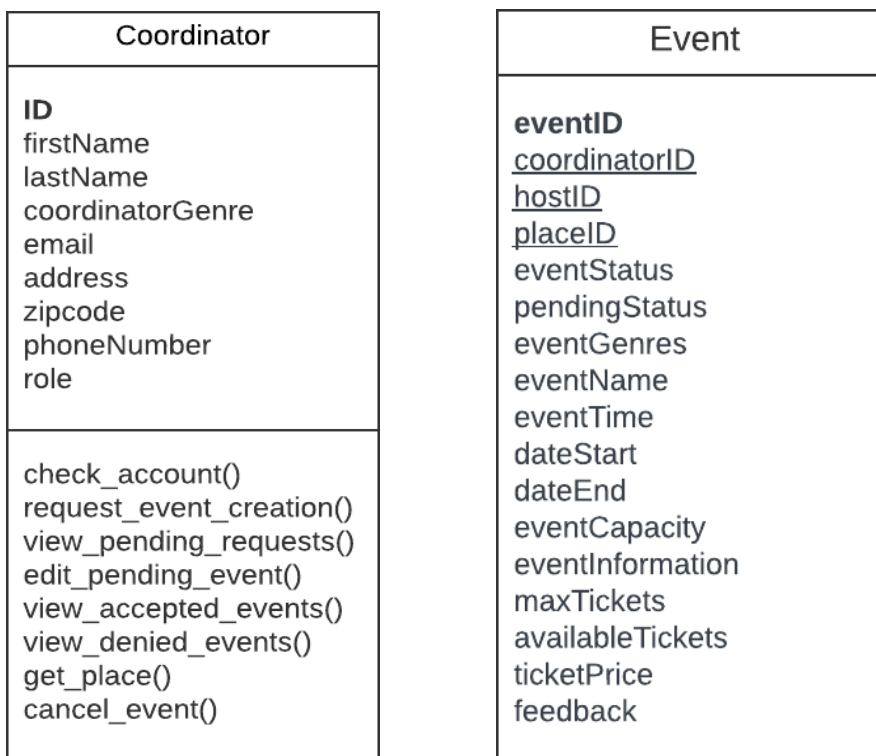 Coordinator
ID
firstName
lastName
coordinatorGenre
email
address
zipcode
phoneNumber
role
check_account()
request_event_creation()
view_pending_requests()
edit_pending_event()
view_accepted_events()
view_denied_events()
get_place()
cancel_event()
Event
eventID
coordinatorID
hostID
placeID
eventStatus
pendingStatus
eventGenres
eventName
eventTime
dateStart
dateEnd
eventCapacity
eventInformation
maxTickets
availableTickets
ticketPrice
feedback